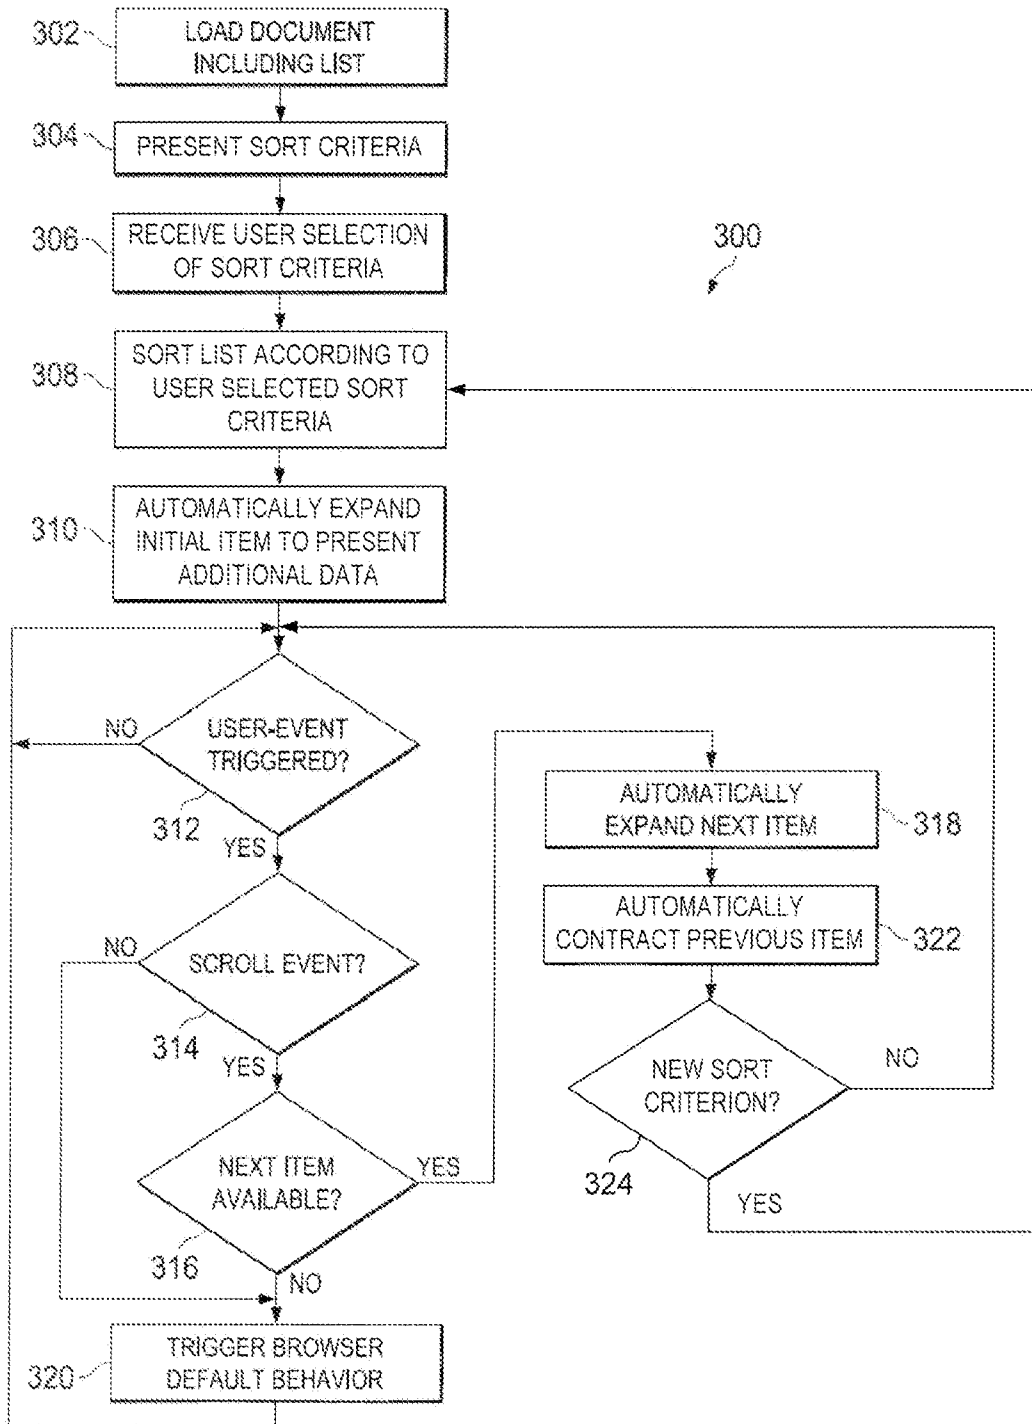 302
LOAD DOCUMENT
INCLUDING LIST
304
PRESENT SORT CRITERIA
306
RECEIVE USER SELECTION
OF SORT CRITERIA
300
308
SORT LIST ACCORDING TO
USER SELECTED SORT
CRITERIA
310
AUTOMATICALLY EXPAND
INITIAL ITEM TO PRESENT
ADDITIONAL DATA
NO
USER-EVENT
TRIGGERED?
312
YES
NO
SCROLL EVENT?
314
YES
NEXT ITEM
AVAILABLE?
YES
316
NO
320
TRIGGER BROWSER
DEFAULT BEHAVIOR
AUTOMATICALLY
EXPAND NEXT ITEM
318
AUTOMATICALLY
CONTRACT PREVIOUS ITEM
322
NEW SORT
CRITERION?
NO
324
YES